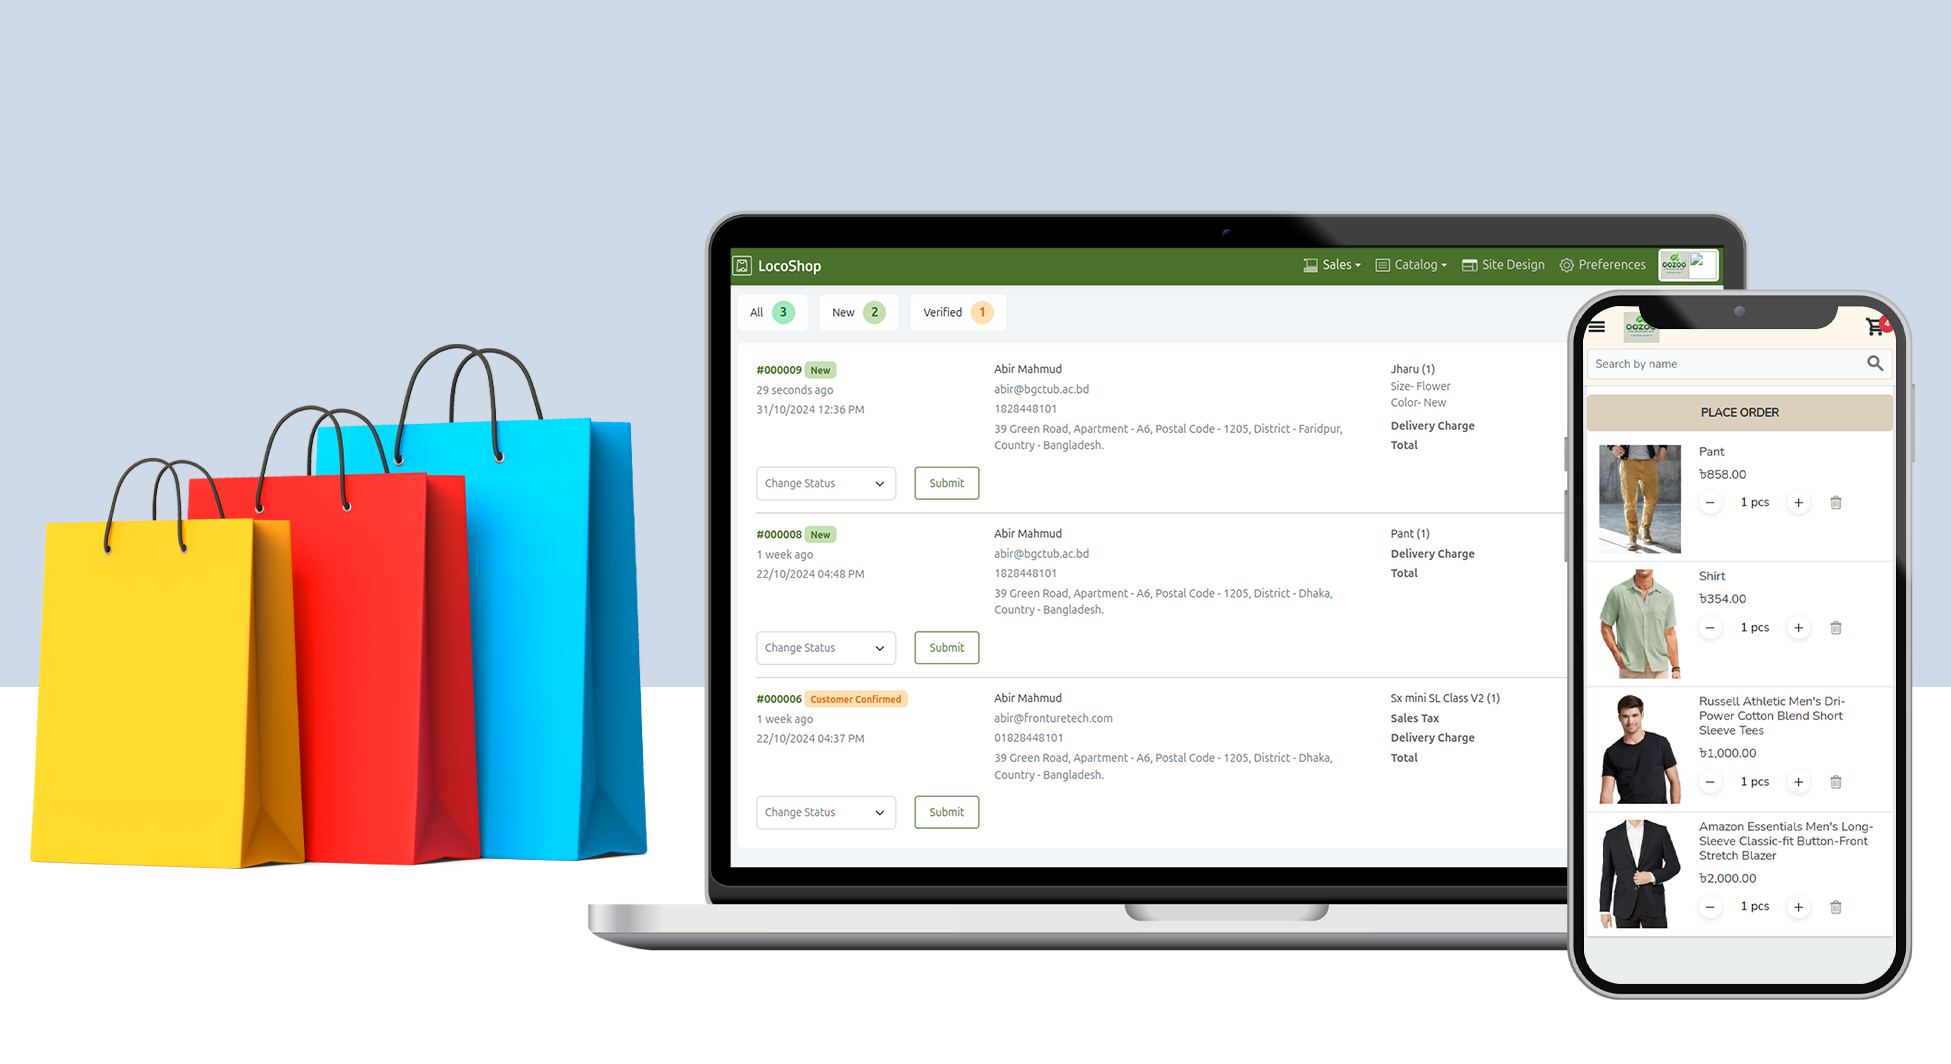 LocoShop
Sales
Catalog
Site Design
Preferences
OOZOO
All 3
New 2
Verified 1
#000009 New
29 seconds ago
31/10/2024 12:36 PM
Abir Mahmud
abir@bgctub.ac.bd
1828448101
39 Green Road, Apartment - A6, Postal Code - 1205, District - Faridpur,
Country - Bangladesh.
Jharu (1)
Size- Flower
Color- New
Delivery Charge
Total
Change Status
Submit
#000008 New
1 week ago
22/10/2024 04:48 PM
Abir Mahmud
abir@bgctub.ac.bd
1828448101
39 Green Road, Apartment - A6, Postal Code - 1205, District - Dhaka,
Country - Bangladesh.
Pant (1)
Delivery Charge
Total
Change Status
Submit
#000006 Customer Confirmed
1 week ago
22/10/2024 04:37 PM
Abir Mahmud
abir@fronturetech.com
01828448101
39 Green Road, Apartment - A6, Postal Code - 1205, District - Dhaka,
Country - Bangladesh.
Sx mini SL Class V2 (1)
Sales Tax
Delivery Charge
Total
Change Status
Submit
OOZOO
4
Search by name
PLACE ORDER
Pant
৳858.00
− 1 pcs +
Shirt
৳354.00
− 1 pcs +
Russell Athletic Men's Dri-
Power Cotton Blend Short
Sleeve Tees
৳1,000.00
− 1 pcs +
Amazon Essentials Men's Long-
Sleeve Classic-fit Button-Front
Stretch Blazer
৳2,000.00
− 1 pcs +